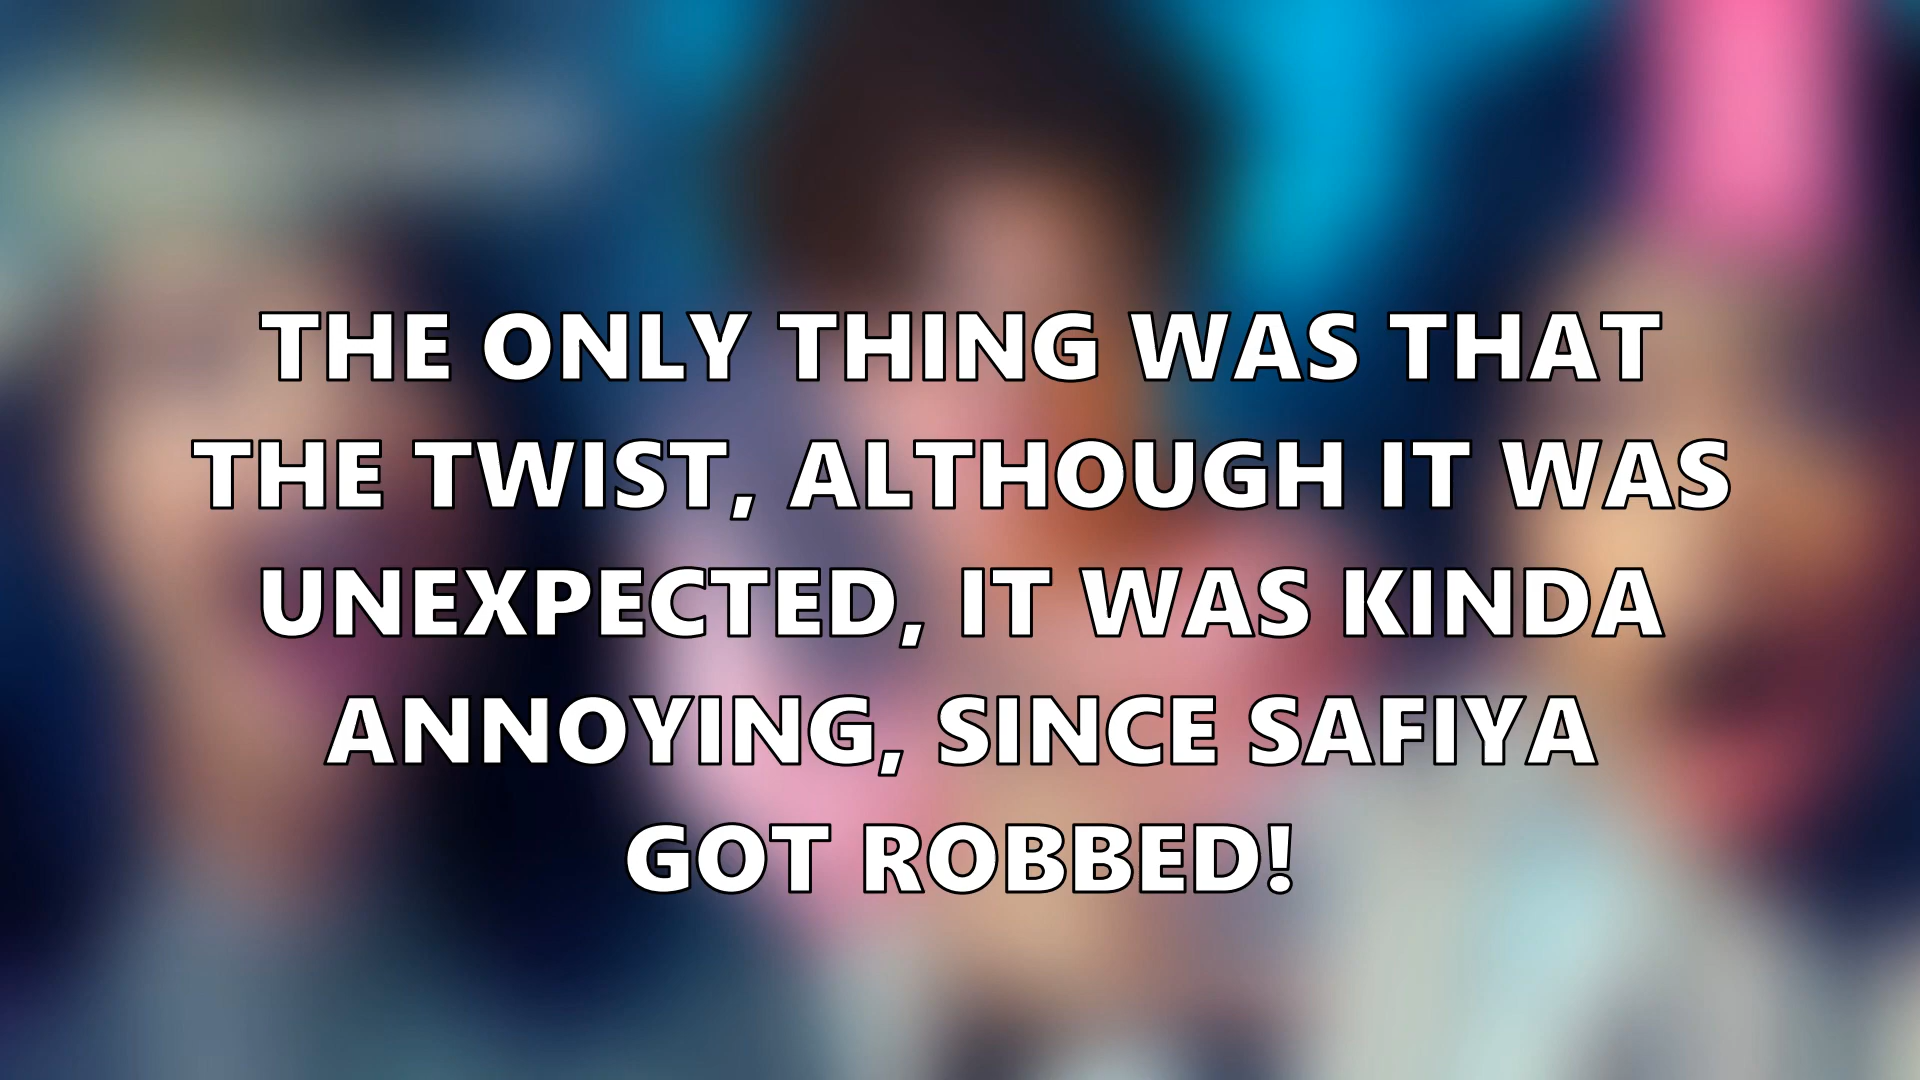 THE ONLY THING WAS THAT
THE TWIST, ALTHOUGH IT WAS
UNEXPECTED, IT WAS KINDA
ANNOYING, SINCE SAFIYA
GOT ROBBED!